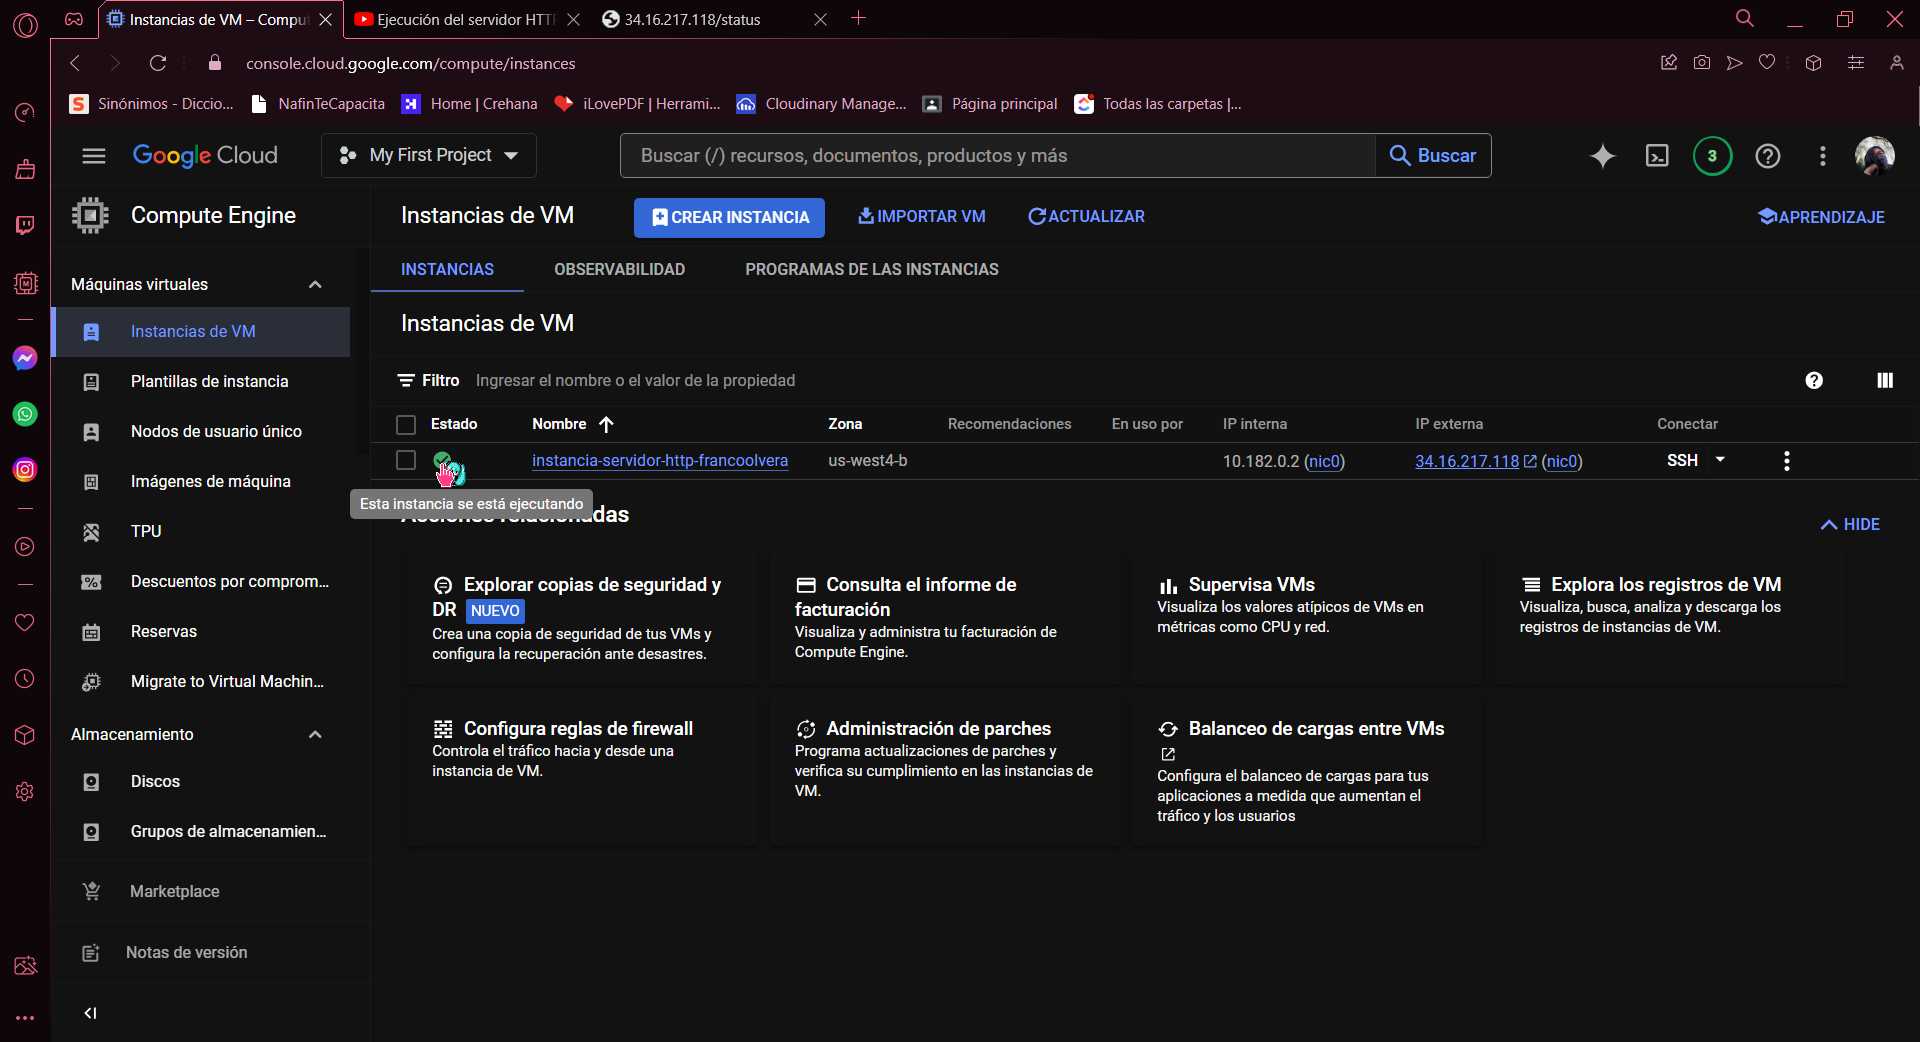 Instancias de VM – Compu
Ejecución del servidor HTT
34.16.217.118/status
console.cloud.google.com/compute/instances
Sinónimos - Diccio...
NafinTeCapacita
Home | Crehana
iLovePDF | Herrami...
Cloudinary Manage...
Página principal
Todas las carpetas |...
Google Cloud
My First Project
Buscar (/) recursos, documentos, productos y más
Buscar
3
Compute Engine
Instancias de VM
CREAR INSTANCIA
IMPORTAR VM
ACTUALIZAR
APRENDIZAJE
Máquinas virtuales
Instancias de VM
Plantillas de instancia
Nodos de usuario único
Imágenes de máquina
TPU
Descuentos por comprom...
Reservas
Migrate to Virtual Machin...
Almacenamiento
Discos
Grupos de almacenamien...
Marketplace
Notas de versión
INSTANCIAS
OBSERVABILIDAD
PROGRAMAS DE LAS INSTANCIAS
Instancias de VM
Filtro
Ingresar el nombre o el valor de la propiedad
Estado
Nombre
Zona
Recomendaciones
En uso por
IP interna
IP externa
Conectar
instancia-servidor-http-francoolvera
us-west4-b
10.182.0.2 (nic0)
34.16.217.118 (nic0)
SSH
Esta instancia se está ejecutando
Acciones relacionadas
HIDE
Explorar copias de seguridad y
DR NUEVO
Crea una copia de seguridad de tus VMs y
configura la recuperación ante desastres.
Consulta el informe de
facturación
Visualiza y administra tu facturación de
Compute Engine.
Supervisa VMs
Visualiza los valores atípicos de VMs en
métricas como CPU y red.
Explora los registros de VM
Visualiza, busca, analiza y descarga los
registros de instancias de VM.
Configura reglas de firewall
Controla el tráfico hacia y desde una
instancia de VM.
Administración de parches
Programa actualizaciones de parches y
verifica su cumplimiento en las instancias de
VM.
Balanceo de cargas entre VMs
Configura el balanceo de cargas para tus
aplicaciones a medida que aumentan el
tráfico y los usuarios